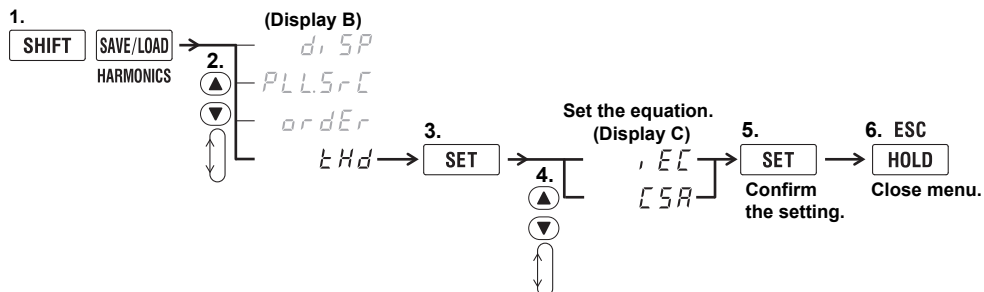 1.
SHIFT
SAVE/LOAD
HARMONICS
2.
(Display B)
diSP
PLL.SrC
ordEr
tHd
3.
SET
4.
Set the equation.
(Display C)
iEC
CSA
5.
SET
Confirm
the setting.
6. ESC
HOLD
Close menu.